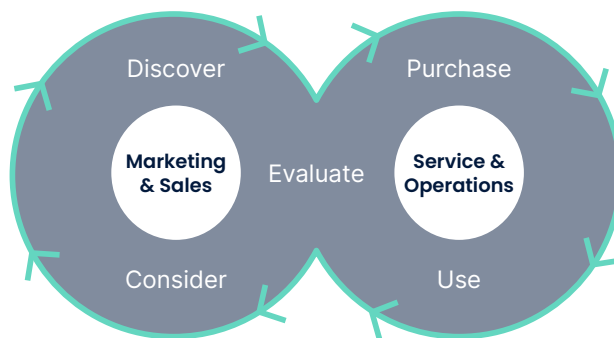 Discover
Purchase
Marketing
& Sales
Evaluate
Service &
Operations
Consider
Use